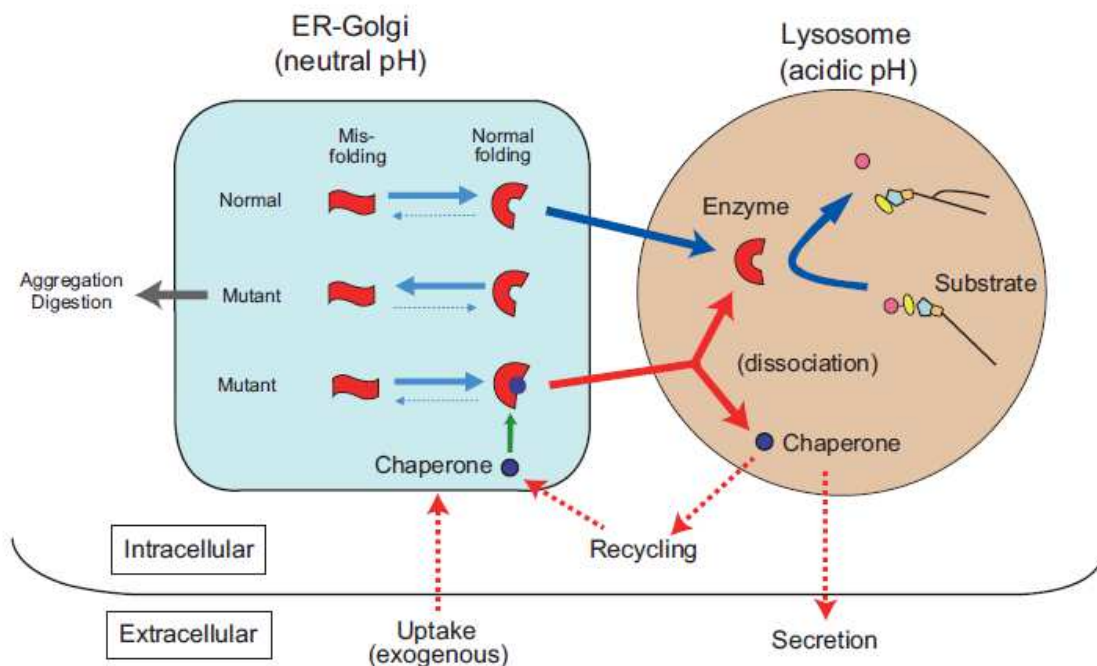 ER-Golgi
(neutral pH)
Lysosome
(acidic pH)
Mis-
folding
Normal
folding
Normal
Enzyme
Aggregation
Digestion
Mutant
Substrate
Mutant
(dissociation)
Chaperone
Chaperone
Intracellular
Recycling
Extracellular
Uptake
(exogenous)
Secretion